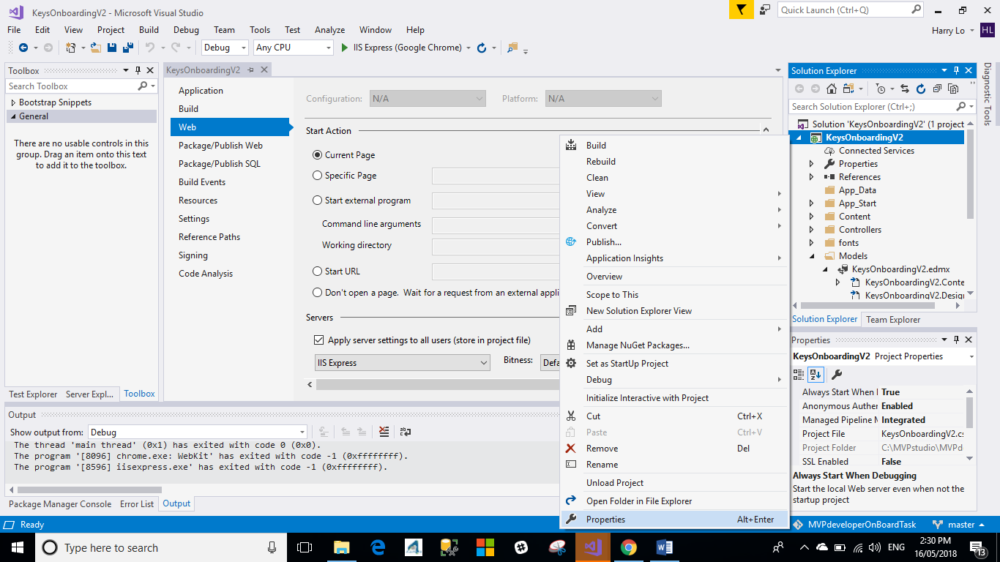 KeysOnboardingV2 - Microsoft Visual Studio
Quick Launch (Ctrl+Q)
File Edit View Project Build Debug Team Tools Test Analyze Window Help
Harry Lo HL
Debug Any CPU IIS Express (Google Chrome)
Toolbox
Search Toolbox
Bootstrap Snippets
General
There are no usable controls in this
group. Drag an item onto this text
to add it to the toolbox.
Test Explorer Server Expl... Toolbox
KeysOnboardingV2
Application
Build
Web
Package/Publish Web
Package/Publish SQL
Build Events
Resources
Settings
Reference Paths
Signing
Code Analysis
Configuration: N/A Platform: N/A
Start Action
Current Page
Specific Page
Start external program
Command line arguments
Working directory
Start URL
Don't open a page. Wait for a request from an external appli
Servers
Apply server settings to all users (store in project file)
IIS Express Bitness: Defa
Build
Rebuild
Clean
View
Analyze
Convert
Publish...
Application Insights
Overview
Scope to This
New Solution Explorer View
Add
Manage NuGet Packages...
Set as StartUp Project
Debug
Initialize Interactive with Project
Cut Ctrl+X
Paste Ctrl+V
Remove Del
Rename
Unload Project
Open Folder in File Explorer
Properties Alt+Enter
Solution Explorer
Search Solution Explorer (Ctrl+;)
Solution 'KeysOnboardingV2' (1 project
KeysOnboardingV2
Connected Services
Properties
References
App_Data
App_Start
Content
Controllers
fonts
Models
KeysOnboardingV2.edmx
KeysOnboardingV2.Conte
KeysOnboardingV2.Desig
Solution Explorer Team Explorer
Diagnostic Tools
Properties
KeysOnboardingV2 Project Properties
Always Start When I True
Anonymous Auther Enabled
Managed Pipeline M Integrated
Project File KeysOnboardingV2.cs
Project Folder C:\MVPstudio\MVPd
SSL Enabled False
Always Start When Debugging
Start the local Web server even when not the
startup project
Output
Show output from: Debug
The thread 'main thread' (0x1) has exited with code 0 (0x0).
The program '[8096] chrome.exe: WebKit' has exited with code -1 (0xffffffff).
The program '[8596] iisexpress.exe' has exited with code -1 (0xffffffff).
Package Manager Console Error List Output
Ready
MVPdeveloperOnBoardTask master
Type here to search
ENG
2:30 PM
16/05/2018
13